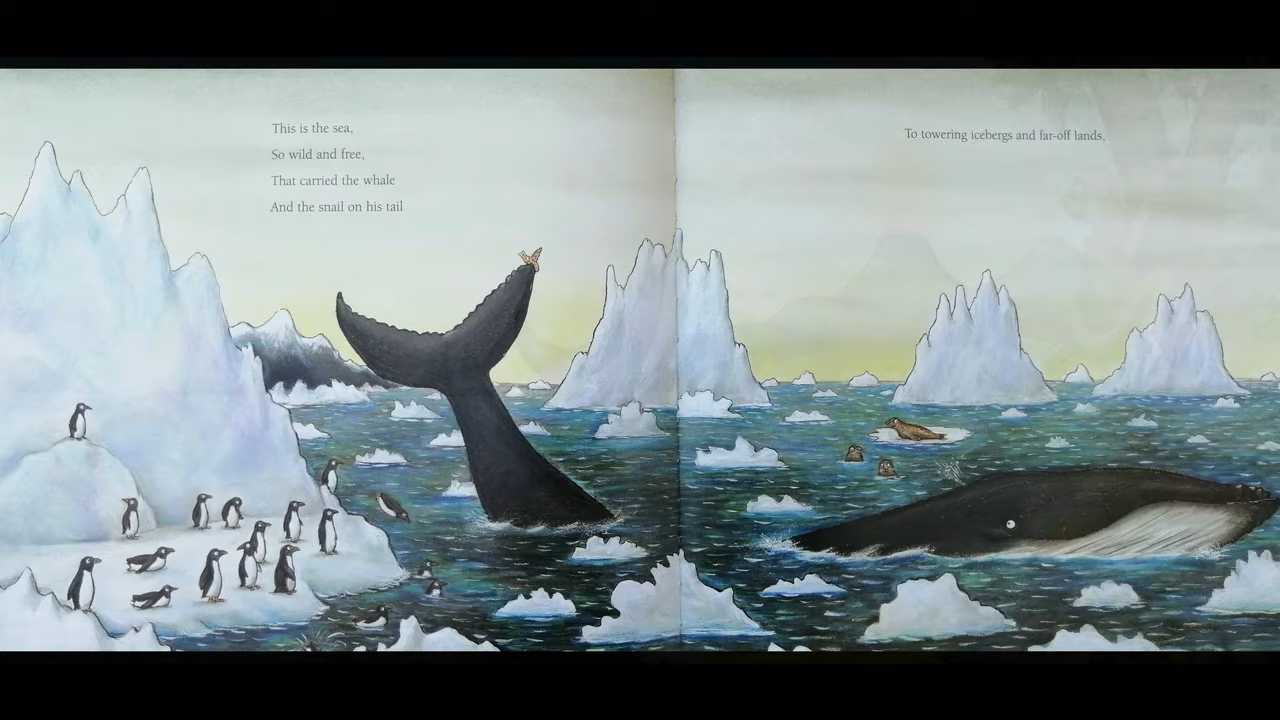 This is the sea,
So wild and free,
That carried the whale
And the snail on his tail
To towering icebergs and far-off lands,